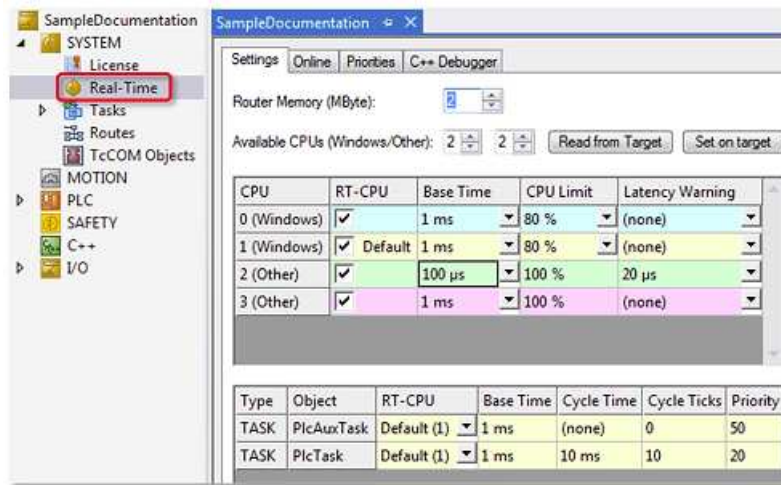 SampleDocumentation
SYSTEM
License
Real-Time
Tasks
Routes
TcCOM Objects
MOTION
PLC
SAFETY
C++
I/O
SampleDocumentation
Settings Online Priorities C++ Debugger
Router Memory (MByte): 2
Available CPUs (Windows/Other): 2 2 Read from Target Set on target
CPU RT-CPU Base Time CPU Limit Latency Warning
0 (Windows) 1 ms 80 % (none)
1 (Windows) Default 1 ms 80 % (none)
2 (Other) 100 µs 100 % 20 µs
3 (Other) 1 ms 100 % (none)
Type Object RT-CPU Base Time Cycle Time Cycle Ticks Priority
TASK PlcAuxTask Default (1) 1 ms (none) 0 50
TASK PlcTask Default (1) 1 ms 10 ms 10 20